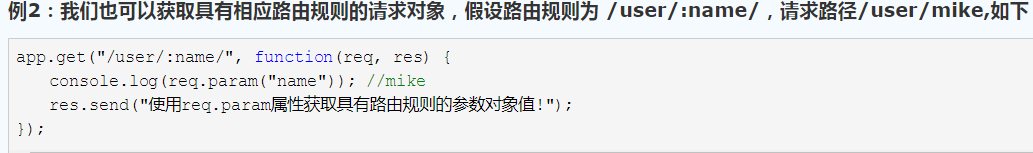 例2：我们也可以获取具有相应路由规则的请求对象，假设路由规则为 /user/:name/，请求路径/user/mike,如下
app.get("/user/:name/", function(req, res) {
   console.log(req.param("name")); //mike
   res.send("使用req.param属性获取具有路由规则的参数对象值!");
});